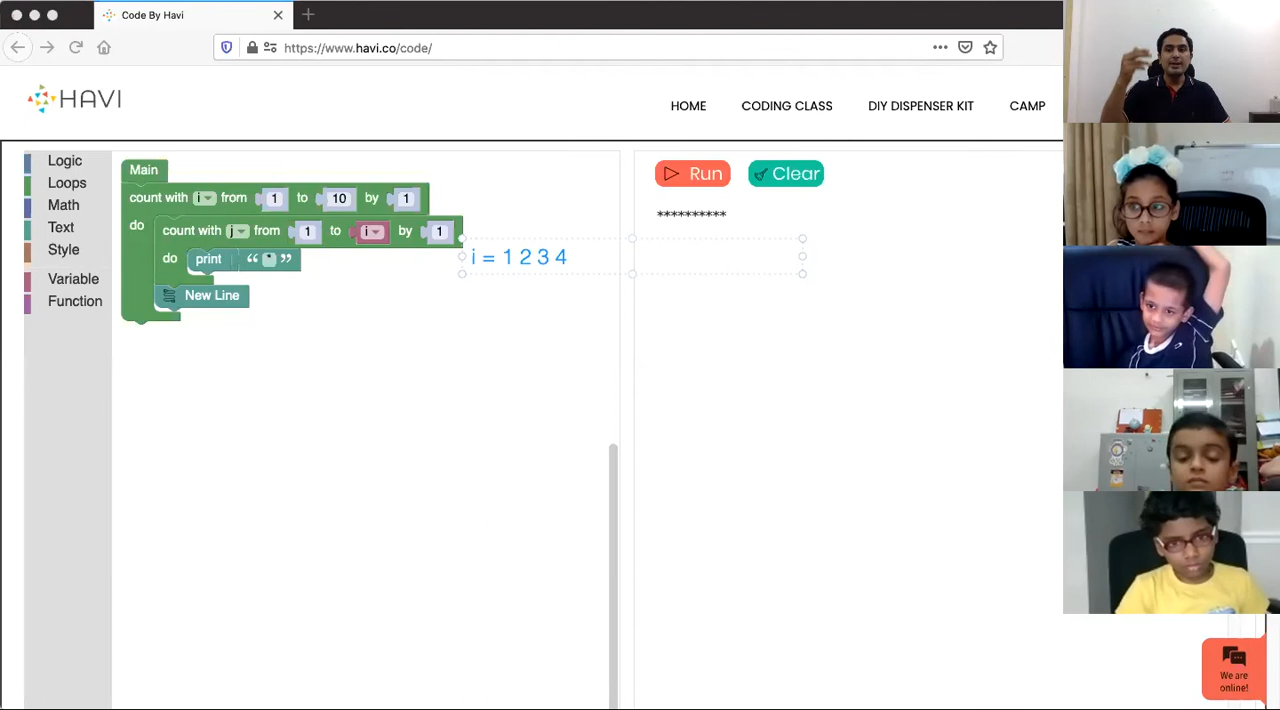 Code By Havi
https://www.havi.co/code/
HAVI
HOME CODING CLASS DIY DISPENSER KIT CAMP
Logic
Loops
Math
Text
Style
Variable
Function
Main
count with i from 1 to 10 by 1
do count with j from 1 to i by 1
do print “ * ”
New Line
i = 1 2 3 4
Run Clear
**********
We are
online!